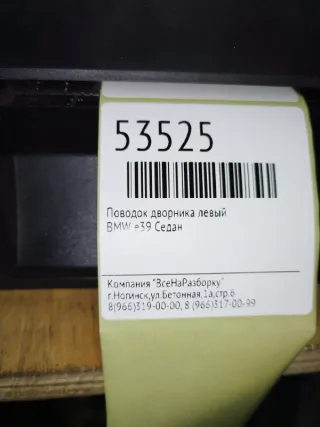 53525
Поводок дворника левый
BMW e39 Седан
Компания "ВсеНаРазборку"
г.Ногинск,ул.Бетонная,1а,стр.6
8(966)319-00-00, 8 (966)317-00-99